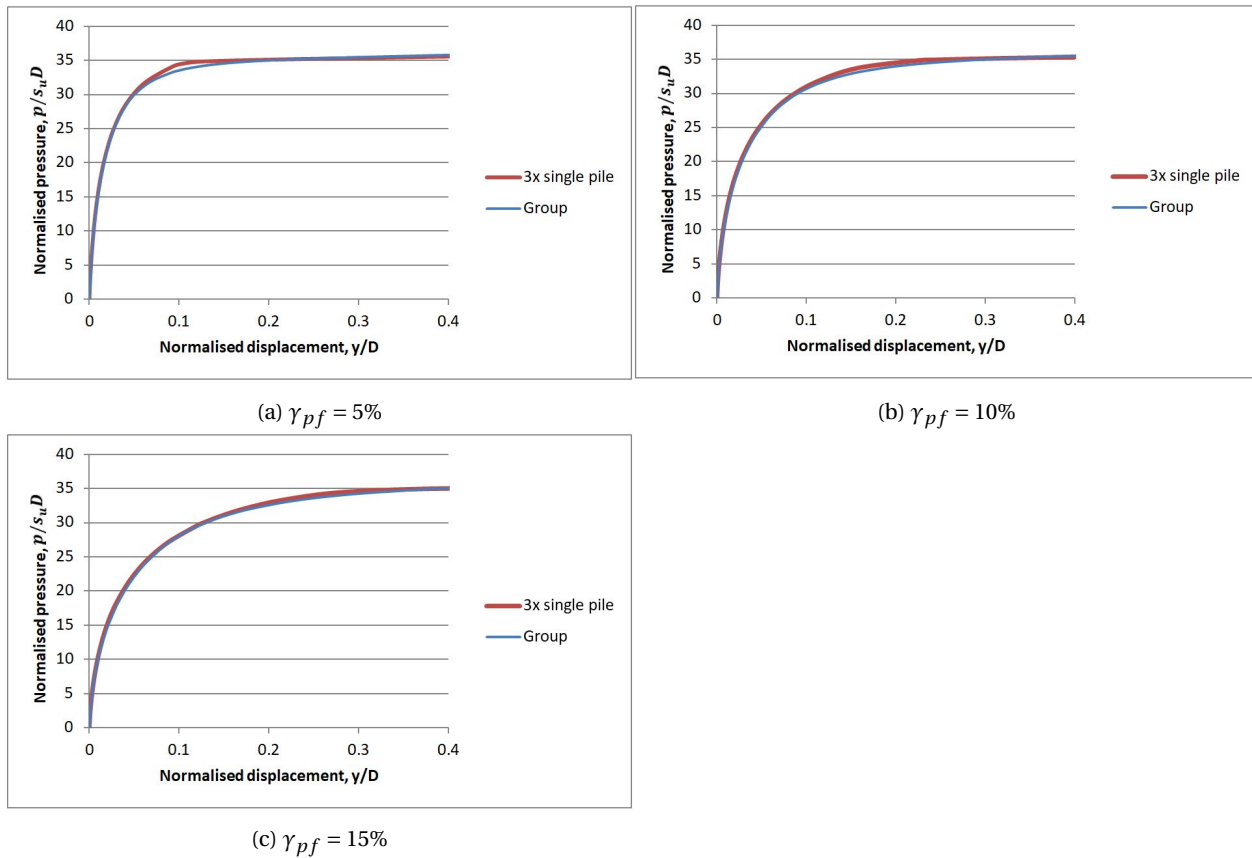 40
35
30
25
20
15
10
5
0
Normalised pressure, p/s_uD
0 0.1 0.2 0.3 0.4
Normalised displacement, y/D
3x single pile
Group
(a) γ_pf = 5%
40
35
30
25
20
15
10
5
0
Normalised pressure, p/s_uD
0 0.1 0.2 0.3 0.4
Normalised displacement, y/D
3x single pile
Group
(b) γ_pf = 10%
40
35
30
25
20
15
10
5
0
Normalised pressure, p/s_uD
0 0.1 0.2 0.3 0.4
Normalised displacement, y/D
3x single pile
Group
(c) γ_pf = 15%